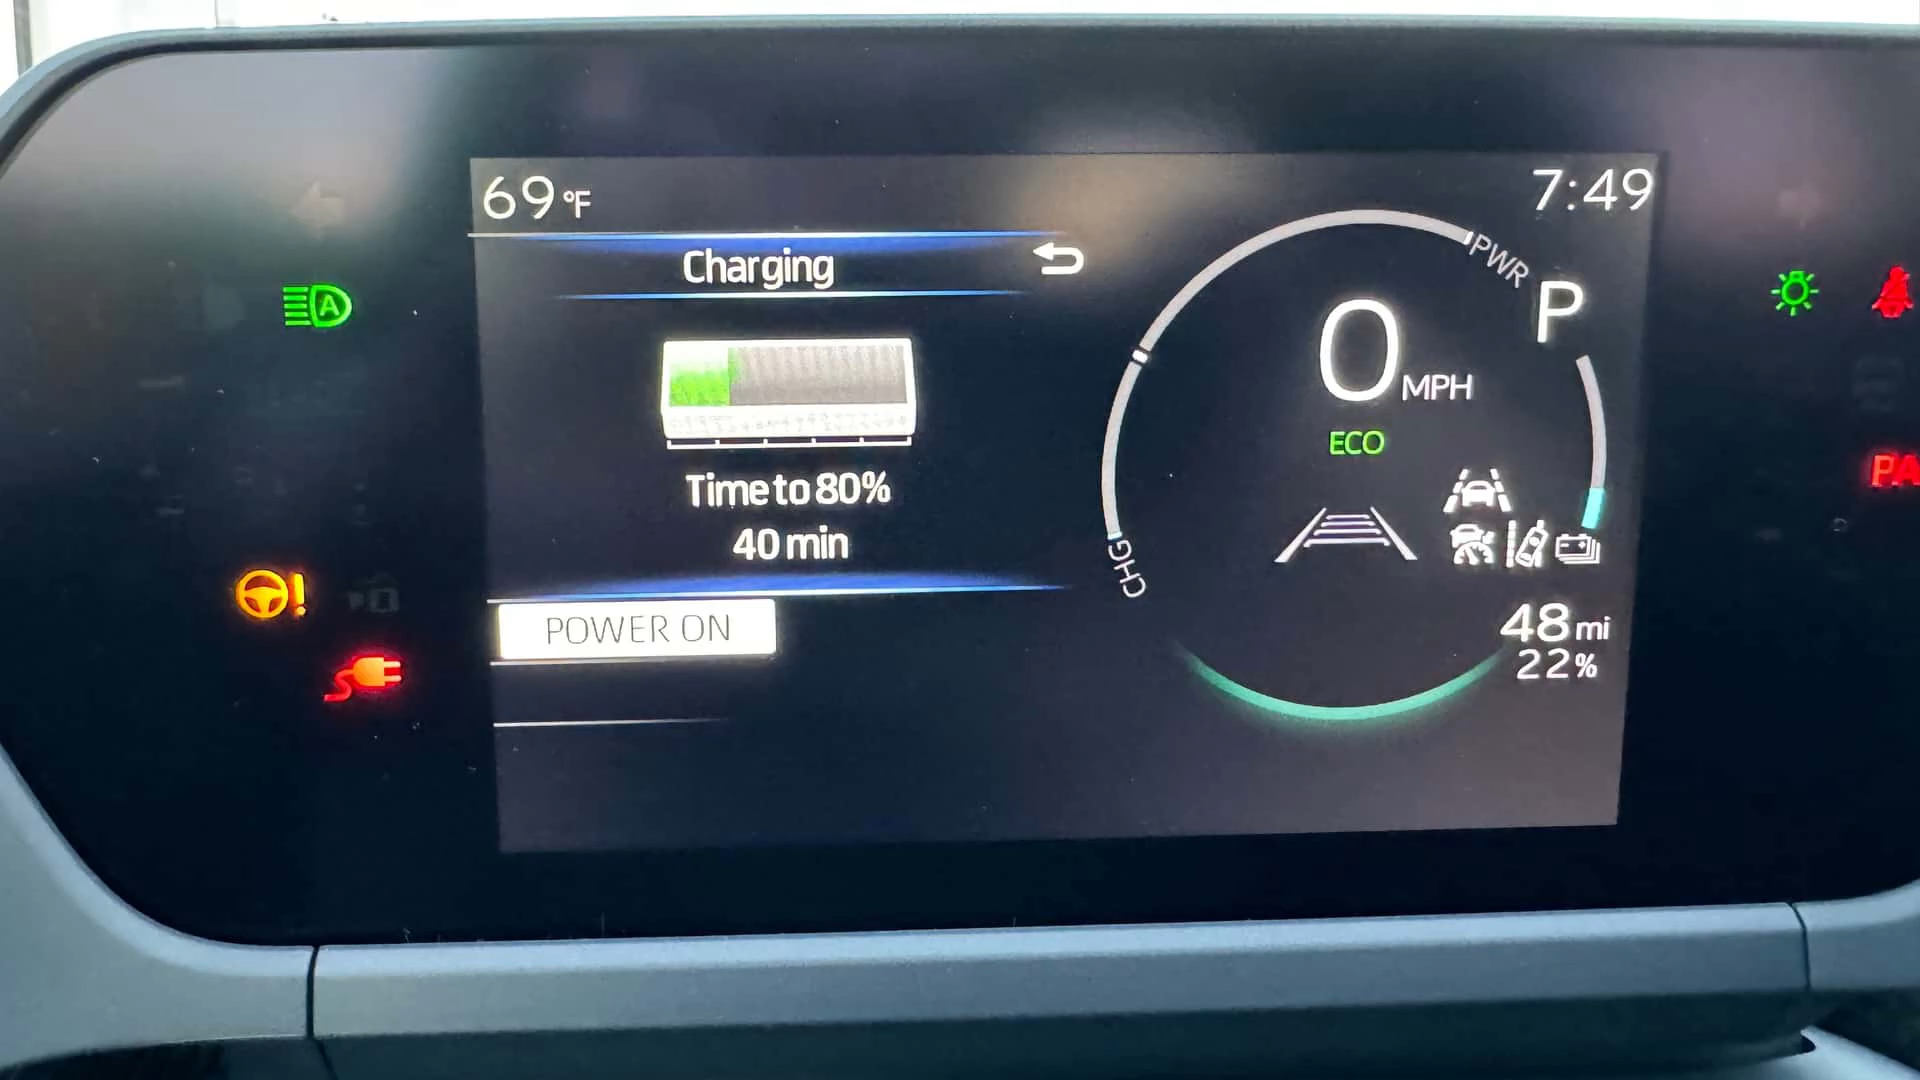 69 °F
7:49
Charging
PWR
P
0 MPH
ECO
A
Time to 80%
40 min
CHG
POWER ON
48 mi
22%